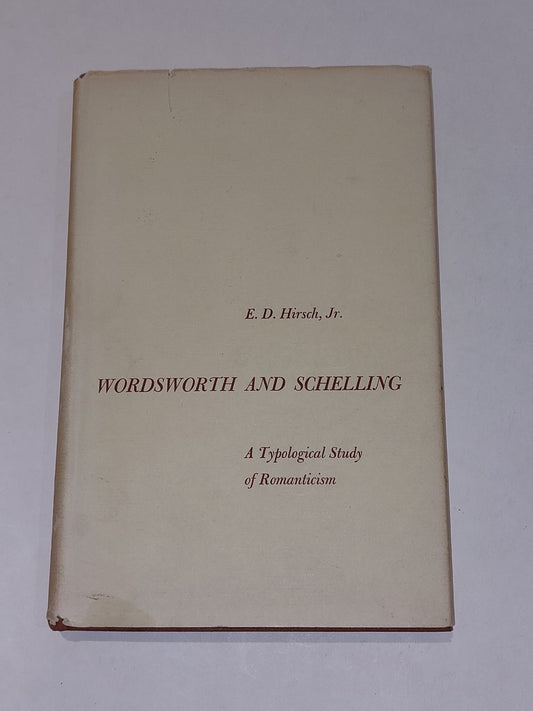 E. D. Hirsch, Jr.
WORDSWORTH AND SCHELLING
A Typological Study
of Romanticism